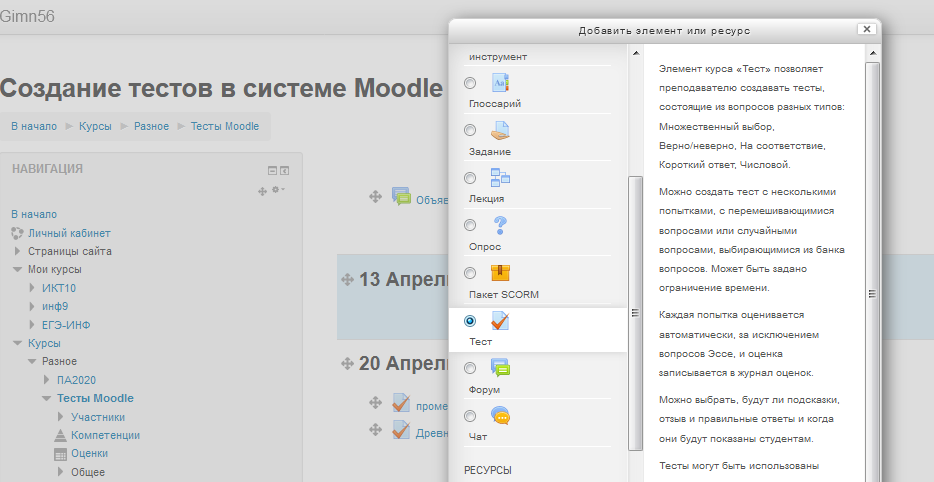 Gimn56
Создание тестов в системе Moodle
В начале ► Курсы ► Разное ► Тесты Moodle
НАВИГАЦИЯ
В начало
Личный кабинет
Страницы сайта
Мои курсы
ИКТ10
инф9
ЕГЭ-ИНФ
Курсы
Разное
ПА2020
Тесты Moodle
Участники
Компетенции
Оценки
Общее
Объяв
13 Апрел
20 Апрел
проме
Древн
Добавить элемент или ресурс
инструмент
Глоссарий
Задание
Лекция
Опрос
Пакет SCORM
Тест
Форум
Чат
РЕСУРСЫ
Элемент курса «Тест» позволяет
преподавателю создавать тесты,
состоящие из вопросов разных типов:
Множественный выбор,
Верно/неверно, На соответствие,
Короткий ответ, Числовой.
Можно создать тест с несколькими
попытками, с перемешивающимися
вопросами или случайными
вопросами, выбирающимися из банка
вопросов. Может быть задано
ограничение времени.
Каждая попытка оценивается
автоматически, за исключением
вопросов Эссе, и оценка
записывается в журнал оценок.
Можно выбрать, будут ли подсказки,
отзыв и правильные ответы и когда
они будут показаны студентам.
Тесты могут быть использованы